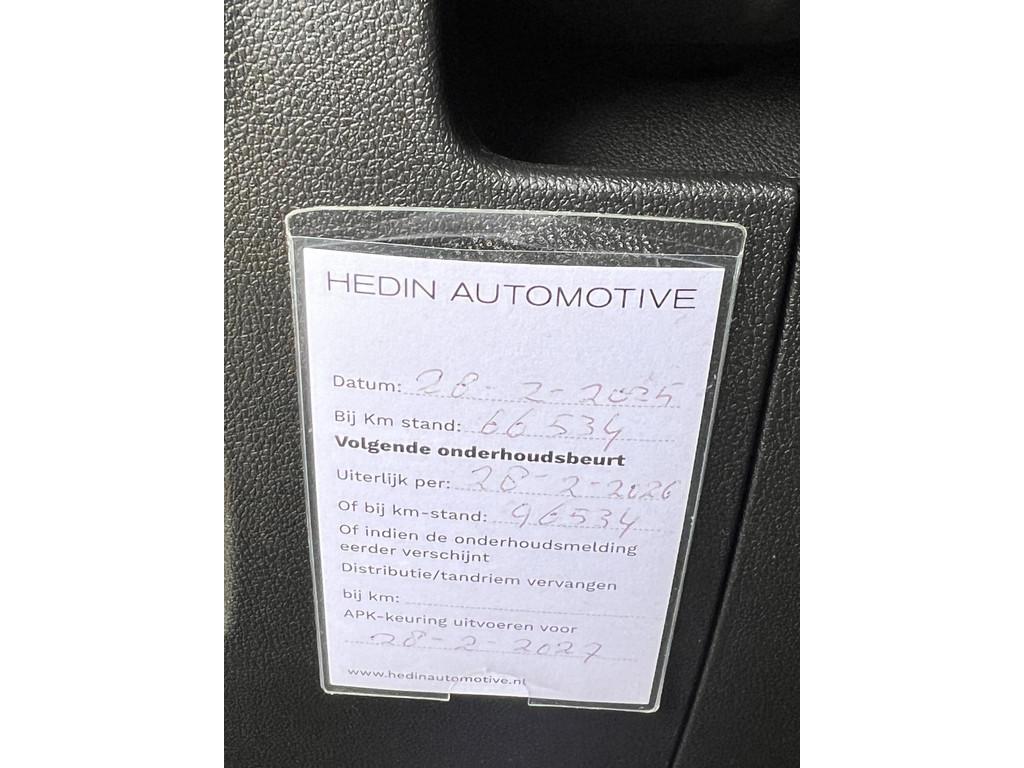 HEDIN AUTOMOTIVE
Datum: 28-2-2025
Bij Km stand: 66534
Volgende onderhoudsbeurt
Uiterlijk per: 28-2-2026
Of bij km-stand: 96534
Of indien de onderhoudsmelding
eerder verschijnt
Distributie/tandriem vervangen
bij km:
APK-keuring uitvoeren voor
28-2-2027
www.hedinautomotive.nl